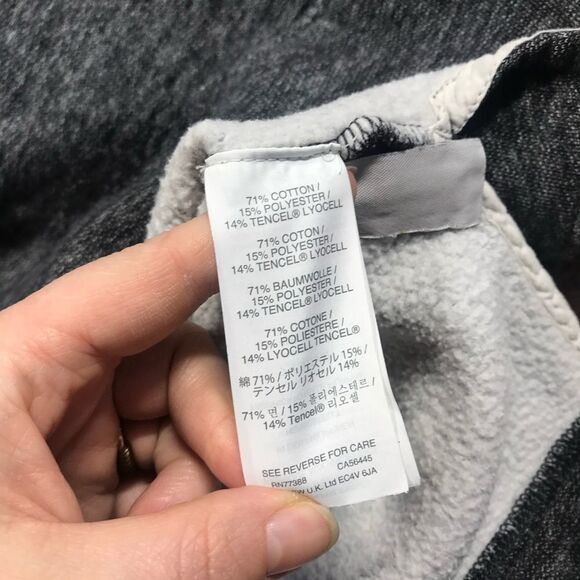 71% COTTON /
15% POLYESTER /
14% TENCEL® LYOCELL
71% COTON /
15% POLYESTER /
14% TENCEL® LYOCELL
71% BAUMWOLLE /
15% POLYESTER /
14% TENCEL® LYOCELL
71% COTONE /
15% POLIESTERE /
14% LYOCELL TENCEL®
綿 71% / ポリエステル 15% /
テンセル リオセル 14%
71% 면 / 15% 폴리에스테르 /
14% Tencel® 리오셀
SEE REVERSE FOR CARE
RN77388 CA56445
U.K. Ltd EC4V 6JA